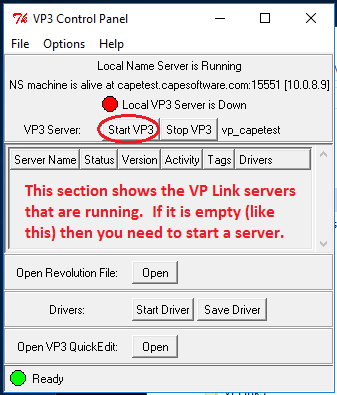 VP3 Control Panel
File Options Help
Local Name Server is Running
NS machine is alive at capetest.capesoftware.com:15551 [10.0.8.9]
Local VP3 Server is Down
VP3 Server: Start VP3 Stop VP3 vp_capetest
Server Name Status Version Activity Tags Drivers
This section shows the VP Link servers
that are running. If it is empty (like
this) then you need to start a server.
Open Revolution File: Open
Drivers: Start Driver Save Driver
Open VP3 QuickEdit: Open
Ready